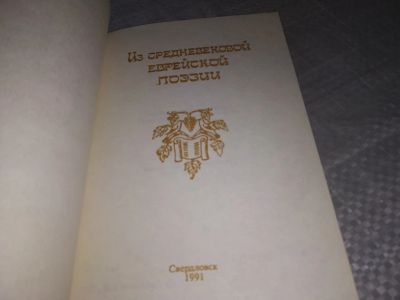 Из средневековой
еврейской
поэзии
Свердловск
1991